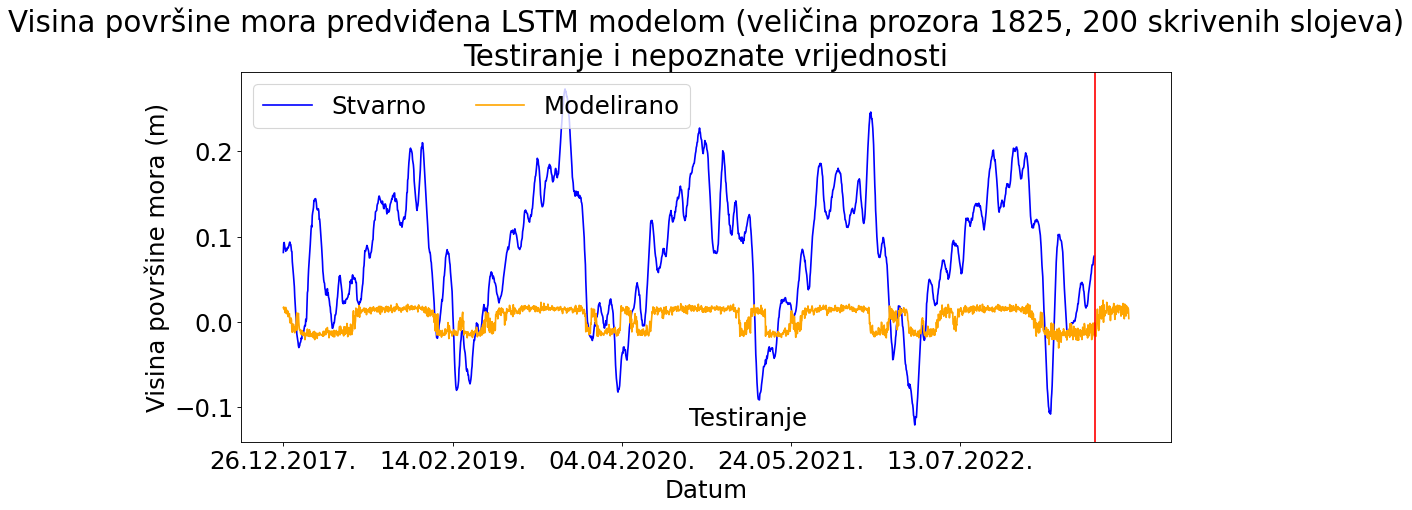 Visina površine mora predviđena LSTM modelom (veličina prozora 1825, 200 skrivenih slojeva)
Testiranje i nepoznate vrijednosti
Stvarno
Modelirano
Visina površine mora (m)
0.2
0.1
0.0
−0.1
Testiranje
26.12.2017.
14.02.2019.
04.04.2020.
24.05.2021.
13.07.2022.
Datum